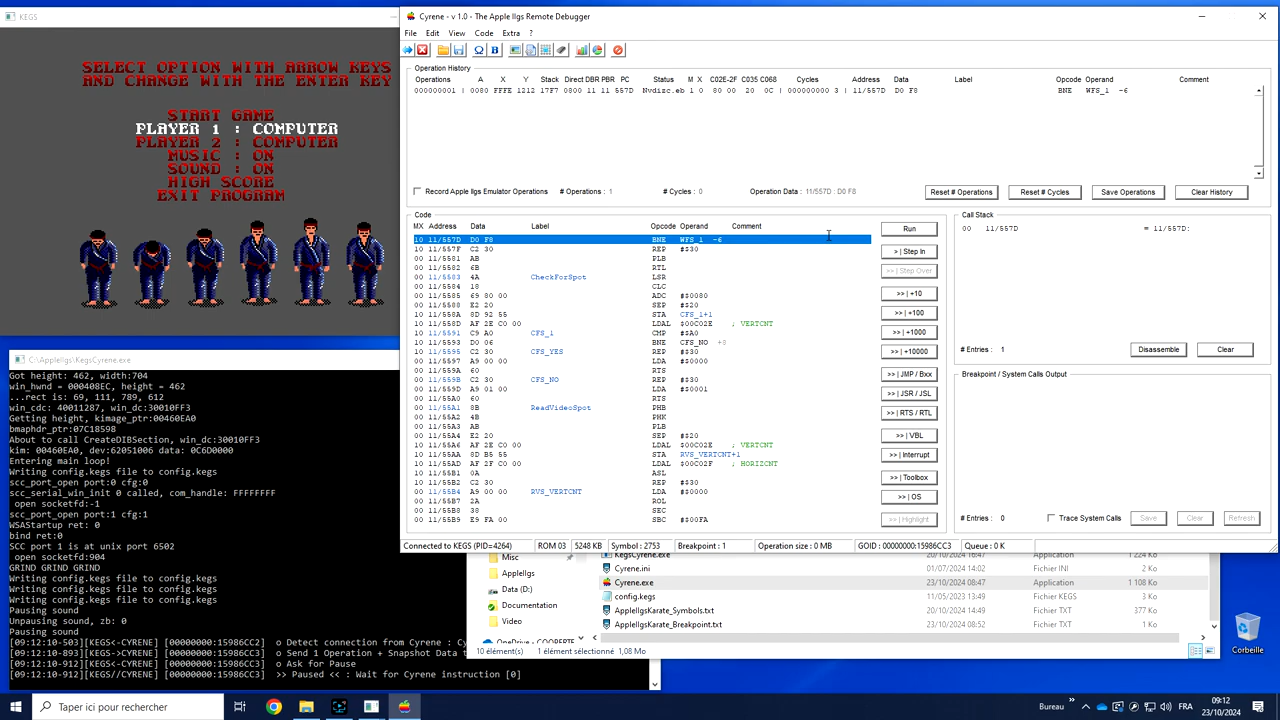 KEGS
SELECT OPTION WITH ARROW KEYS
AND CHANGE WITH THE ENTER KEY
START GAME
PLAYER 1 : COMPUTER
PLAYER 2 : COMPUTER
MUSIC : ON
SOUND : ON
HIGH SCORE
EXIT PROGRAM
C:\AppleIIgs\KegsCyrene.exe
Got height: 462, width:704
win_hwnd = 000408EC, height = 462
...rect is: 69, 111, 789, 612
win_cdc: 40011287, win_dc:30010FF3
Getting height, kimage_ptr:00460EA0
bmaphdr_ptr:07C18598
About to call CreateDIBSection, win_dc:30010FF3
kim: 00460EA0, dev:62051006 data: 0C6D0000
Entering main loop!
Writing config.kegs file to config.kegs
scc_port_open port:0 cfg:0
scc_serial_win_init 0 called, com_handle: FFFFFFFF
open socketfd:-1
scc_port_open port:1 cfg:1
WSAStartup ret: 0
bind ret:0
SCC port 1 is at unix port 6502
open socketfd:904
GRIND GRIND GRIND
Writing config.kegs file to config.kegs
Writing config.kegs file to config.kegs
Writing config.kegs file to config.kegs
Pausing sound
Unpausing sound, zb: 0
Pausing sound
[09:12:10-503][KEGS<-CYRENE] [00000000:15986CC2] o Detect connection from Cyrene : Cy
[09:12:10-893][KEGS->CYRENE] [00000000:15986CC3] o Send 1 Operation + Snapshot Data t
[09:12:10-912][KEGS<-CYRENE] [00000000:15986CC3] o Ask for Pause
[09:12:10-912][KEGS//CYRENE] [00000000:15986CC3] >> Paused << : Wait for Cyrene instruction [0]
Cyrene - v 1.0 - The Apple IIgs Remote Debugger
File Edit View Code Extra ?
Operation History
Operations A X Y Stack Direct DBR PBR PC Status M X C02E-2F C035 C068 Cycles Address Data Label Opcode Operand Comment
000000001 | 0080 FFFE 1212 17F7 0800 11 11 557D Nvdizc.eb 1 0 80 00 20 0C | 000000000 3 | 11/557D D0 F8 BNE WFS_1 -6
Record Apple IIgs Emulator Operations # Operations : 1 # Cycles : 0 Operation Data : 11/557D : D0 F8 Reset # Operations Reset # Cycles Save Operations Clear History
Code
MX Address Data Label Opcode Operand Comment
10 11/557D D0 F8 BNE WFS_1 -6
10 11/557F C2 30 REP #$30
00 11/5581 AB PLB
00 11/5582 6B RTL
00 11/5583 4A CheckForSpot LSR
00 11/5584 18 CLC
00 11/5585 69 80 00 ADC #$0080
00 11/5588 E2 20 SEP #$20
10 11/558A 8D 92 55 STA CFS_1+1
10 11/558D AF 2E C0 00 LDAL $00C02E ; VERTCNT
10 11/5591 C9 A0 CFS_1 CMP #$A0
10 11/5593 D0 06 BNE CFS_NO +8
10 11/5595 C2 30 CFS_YES REP #$30
00 11/5597 A9 00 00 LDA #$0000
00 11/559A 60 RTS
10 11/559B C2 30 CFS_NO REP #$30
00 11/559D A9 01 00 LDA #$0001
00 11/55A0 60 RTS
00 11/55A1 8B ReadVideoSpot PHB
00 11/55A2 4B PHK
00 11/55A3 AB PLB
00 11/55A4 E2 20 SEP #$20
10 11/55A6 AF 2E C0 00 LDAL $00C02E ; VERTCNT
10 11/55AA 8D B5 55 STA RVS_VERTCNT+1
10 11/55AD AF 2F C0 00 LDAL $00C02F ; HORIZCNT
10 11/55B1 0A ASL
10 11/55B2 C2 30 REP #$30
00 11/55B4 A9 00 00 RVS_VERTCNT LDA #$0000
00 11/55B7 2A ROL
00 11/55B8 38 SEC
00 11/55B9 E9 FA 00 SBC #$00FA
Run
>| Step In
>> | Step Over
>> | +10
>> | +100
>> | +1000
>> | +10000
>> | JMP / Bxx
>> | JSR / JSL
>> | RTS / RTL
>> | VBL
>> | Interrupt
>> | Toolbox
>> | OS
>> | Highlight
Call Stack
00 11/557D = 11/557D:
# Entries : 1 Disassemble Clear
Breakpoint / System Calls Output
# Entries : 0 Trace System Calls Save Clear Refresh
Connected to KEGS (PID=4264) ROM 03 5248 KB Symbol : 2753 Breakpoint : 1 Operation size : 0 MB GOID : 00000000:15986CC3 Queue : 0 K
Misc
AppleIIgs
Data (D:)
Documentation
Video
KegsCyrene.exe 20/10/2024 16:47 Application 1 224 Ko
Cyrene.ini 01/07/2024 14:02 Fichier INI 2 Ko
Cyrene.exe 23/10/2024 08:47 Application 1 108 Ko
config.kegs 11/05/2023 13:49 Fichier KEGS 3 Ko
AppleIIgsKarate_Symbols.txt 20/10/2024 14:49 Fichier TXT 377 Ko
AppleIIgsKarate_Breakpoint.txt 23/10/2024 08:51 Fichier TXT 1 Ko
10 élément(s) 1 élément sélectionné 1,08 Mo
Corbeille
Taper ici pour rechercher
Bureau » FRA 09:12
23/10/2024